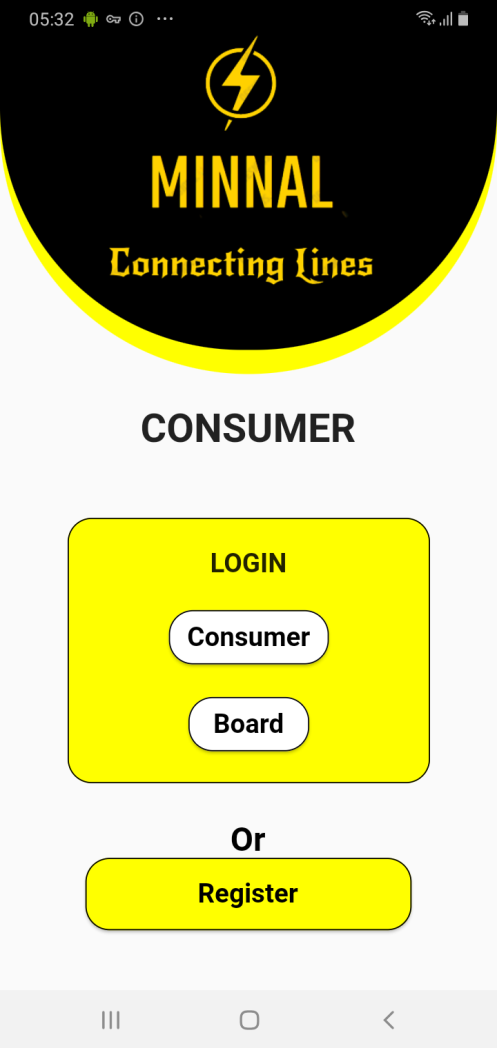 05:32
MINNAL
Connecting Lines
CONSUMER
LOGIN
Consumer
Board
Or
Register